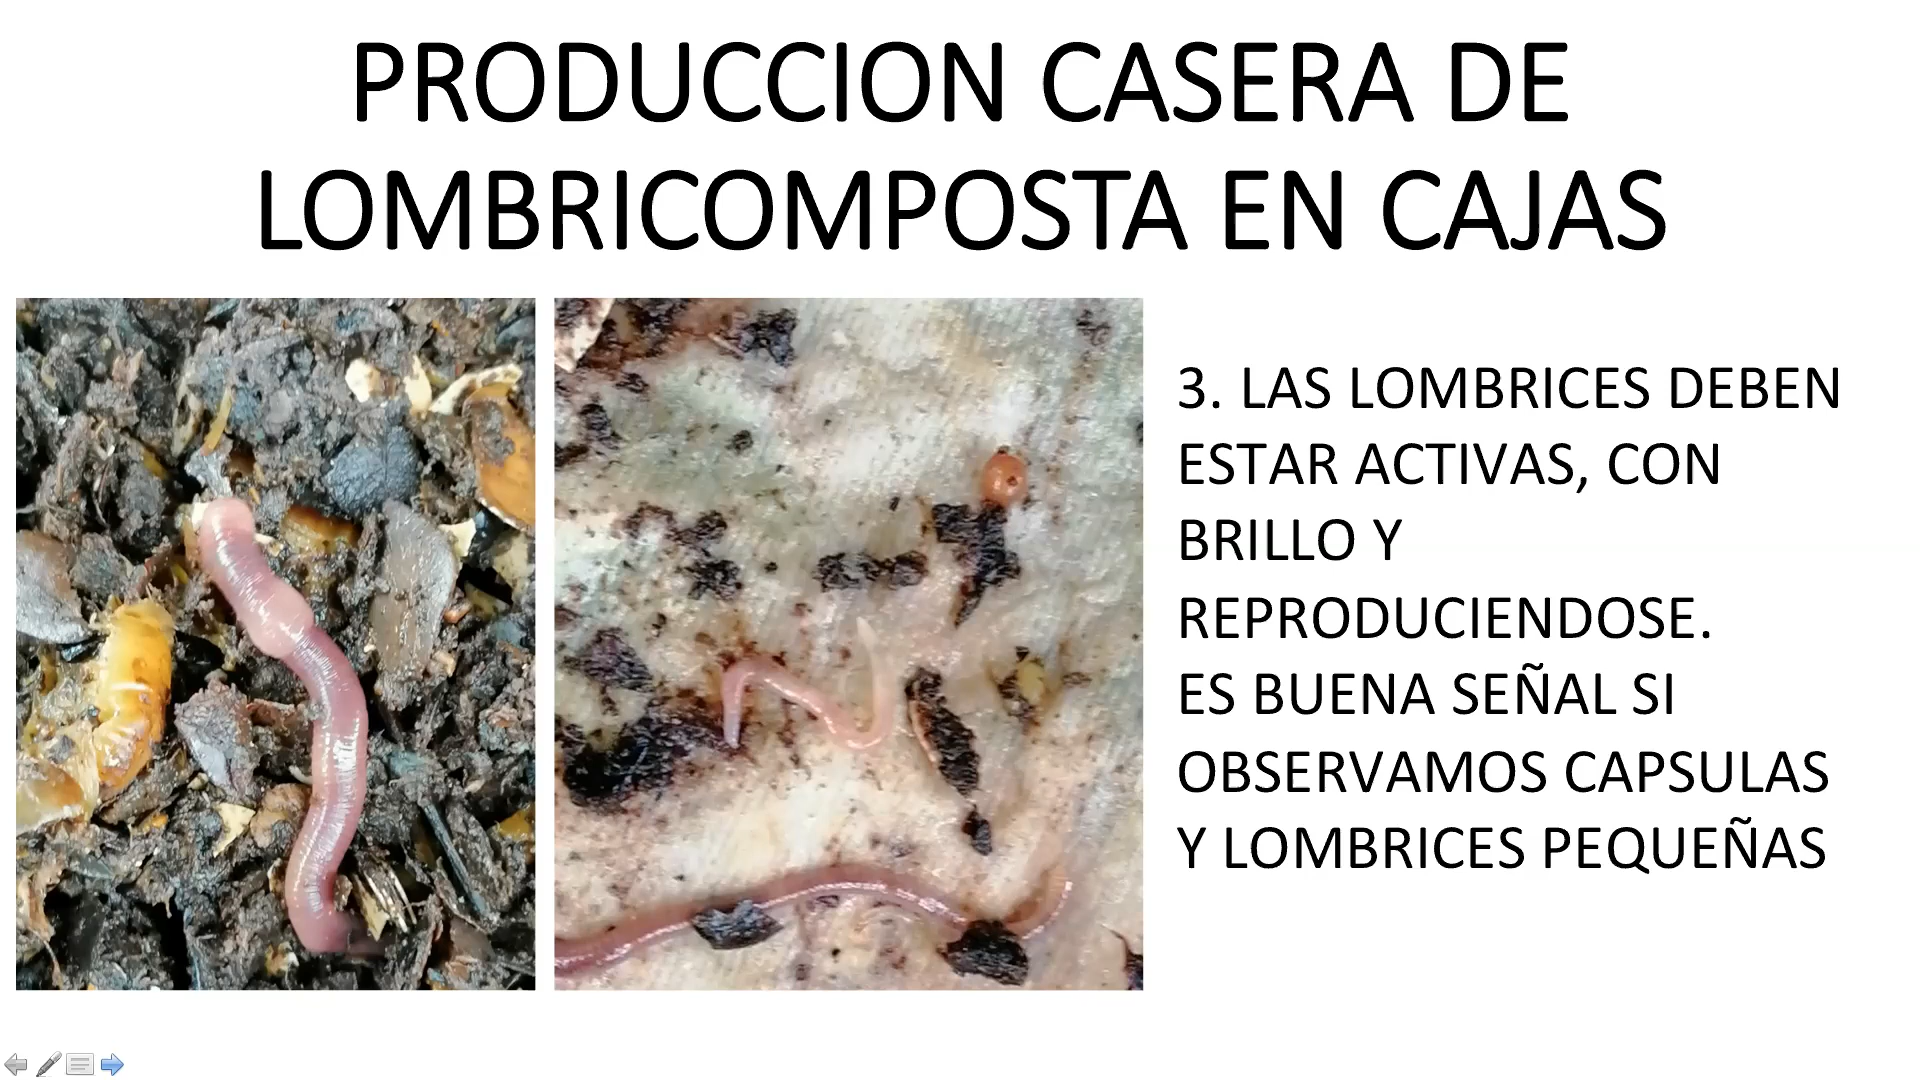 PRODUCCION CASERA DE
LOMBRICOMPOSTA EN CAJAS
3. LAS LOMBRICES DEBEN
ESTAR ACTIVAS, CON
BRILLO Y
REPRODUCIENDOSE.
ES BUENA SEÑAL SI
OBSERVAMOS CAPSULAS
Y LOMBRICES PEQUEÑAS